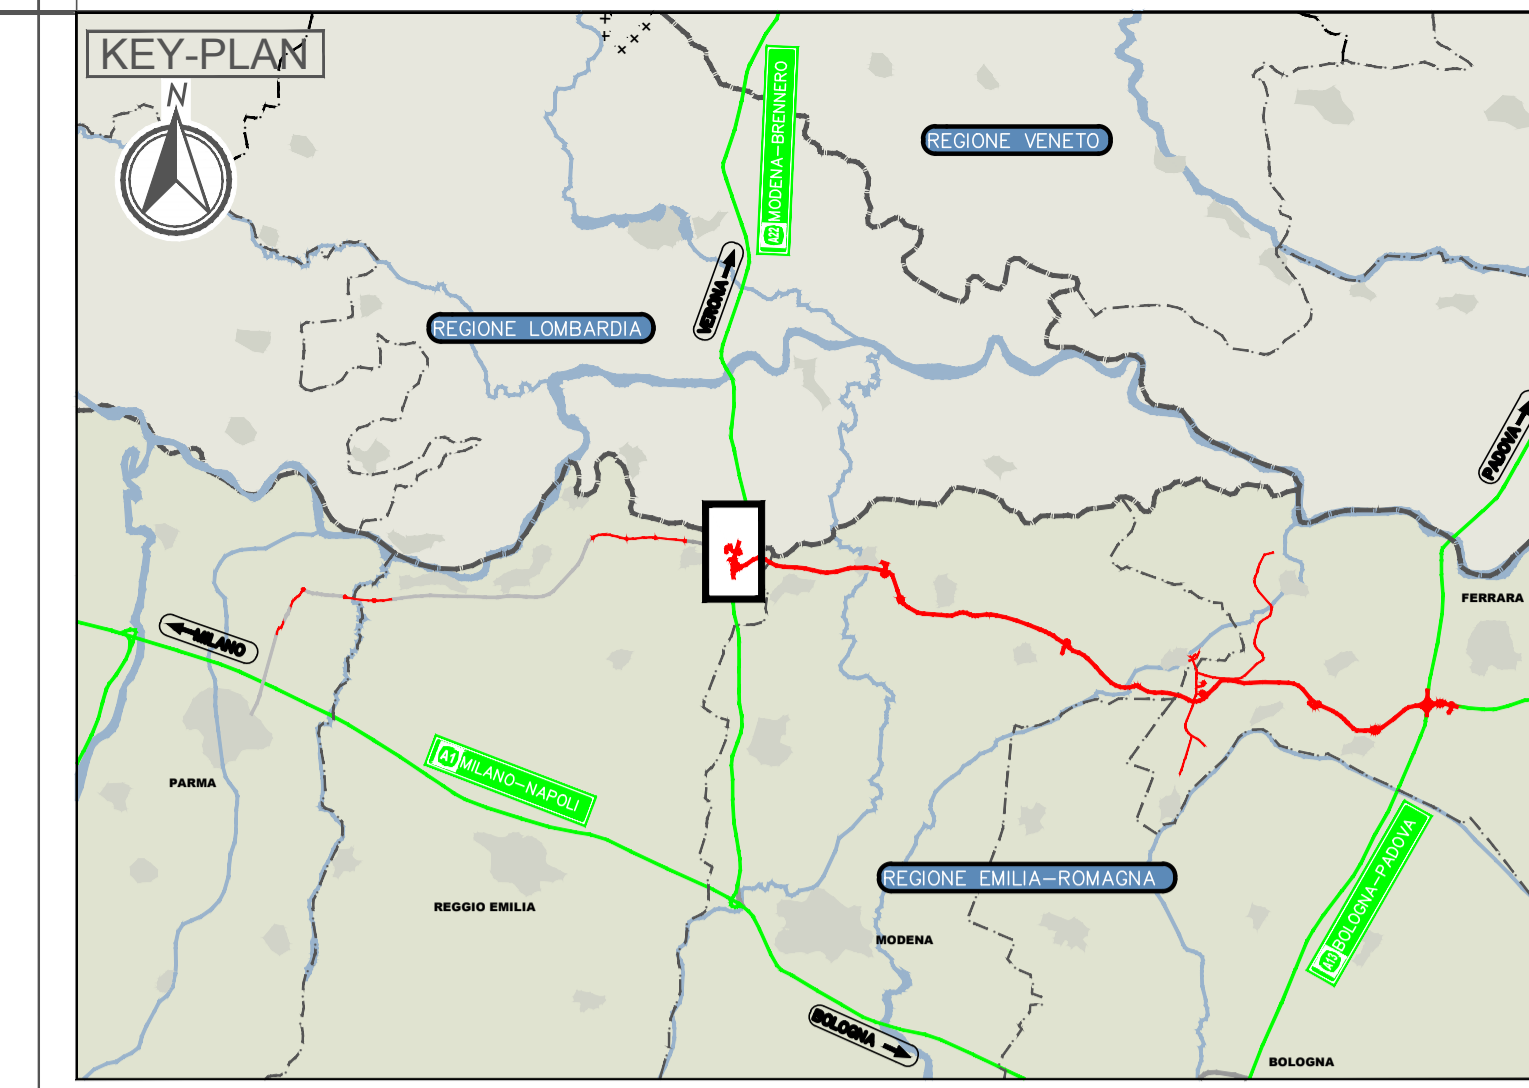 KEY-PLAN
N
A22 MODENA-BRENNERO
REGIONE VENETO
VERONA
REGIONE LOMBARDIA
PADOVA
FERRARA
MILANO
PARMA
A1 MILANO-NAPOLI
REGIONE EMILIA-ROMAGNA
REGGIO EMILIA
MODENA
A13 BOLOGNA-PADOVA
BOLOGNA
BOLOGNA